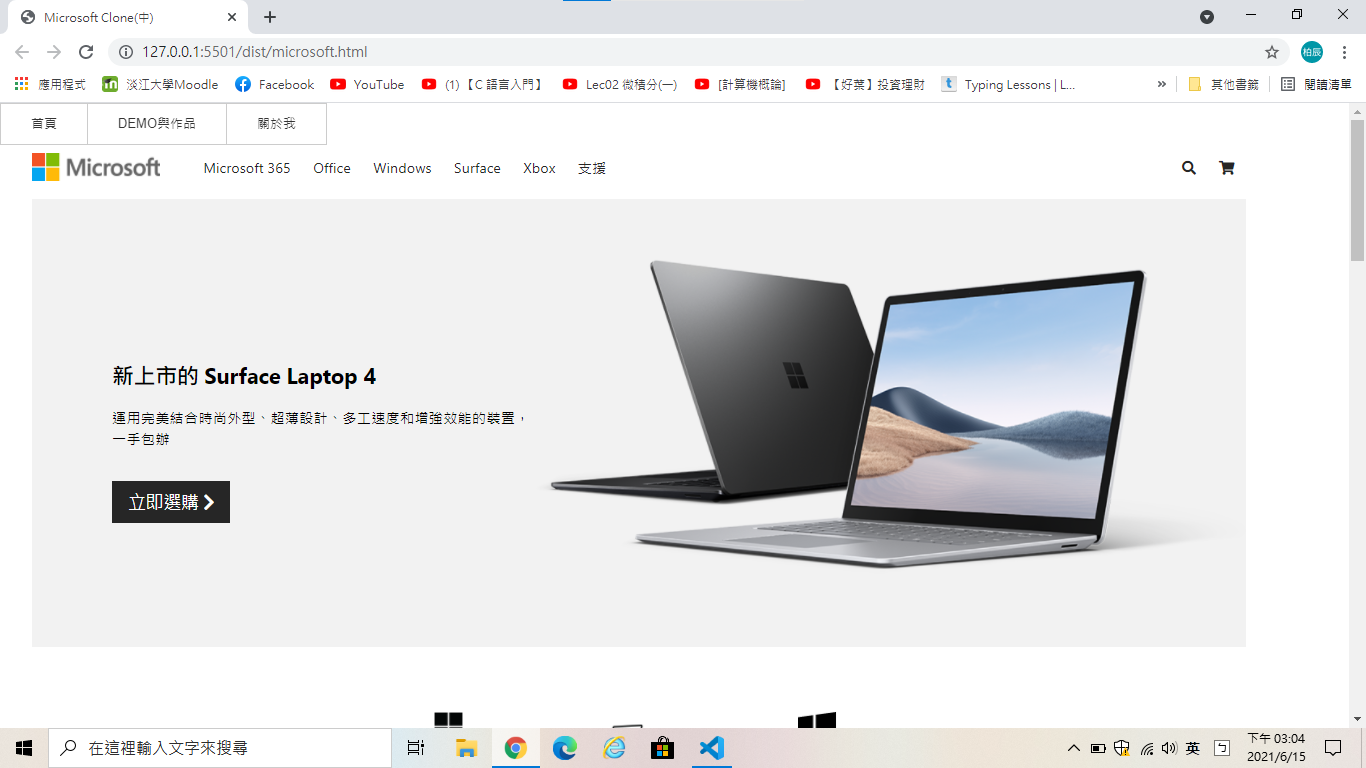 Microsoft Clone(中)
127.0.0.1:5501/dist/microsoft.html
柏辰
應用程式
m 淡江大學Moodle
Facebook
YouTube
(1)【C 語言入門】
Lec02 微積分(一)
[計算機概論]
【好葉】投資理財
t Typing Lessons | L...
»
其他書籤
閱讀清單
首頁
DEMO與作品
關於我
Microsoft
Microsoft 365
Office
Windows
Surface
Xbox
支援
新上市的 Surface Laptop 4
運用完美結合時尚外型、超薄設計、多工速度和增強效能的裝置，
一手包辦
立即選購
在這裡輸入文字來搜尋
英
ㄅ
下午 03:04
2021/6/15